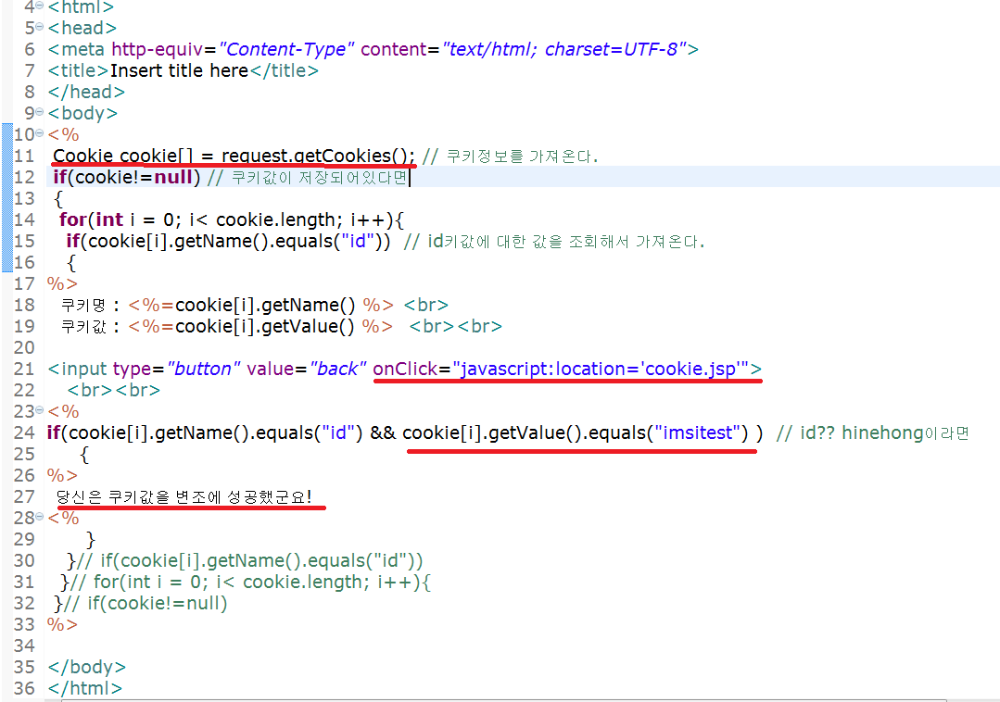 4 <html>
5 <head>
6 <meta http-equiv="Content-Type" content="text/html; charset=UTF-8">
7 <title>Insert title here</title>
8 </head>
9 <body>
10 <%
11 Cookie cookie[] = request.getCookies(); // 쿠키정보를 가져온다.
12 if(cookie!=null) // 쿠키값이 저장되어있다면
13 {
14 for(int i = 0; i< cookie.length; i++){
15 if(cookie[i].getName().equals("id")) // id키값에 대한 값을 조회해서 가져온다.
16 {
17 %>
18 쿠키명 : <%=cookie[i].getName() %> <br>
19 쿠키값 : <%=cookie[i].getValue() %> <br><br>
20
21 <input type="button" value="back" onClick="javascript:location='cookie.jsp'">
22 <br><br>
23 <%
24 if(cookie[i].getName().equals("id") && cookie[i].getValue().equals("imsitest") ) // id?? hinehong이라면
25 {
26 %>
27 당신은 쿠키값을 변조에 성공했군요!
28 <%
29 }
30 }// if(cookie[i].getName().equals("id"))
31 }// for(int i = 0; i< cookie.length; i++){
32 }// if(cookie!=null)
33 %>
34
35 </body>
36 </html>